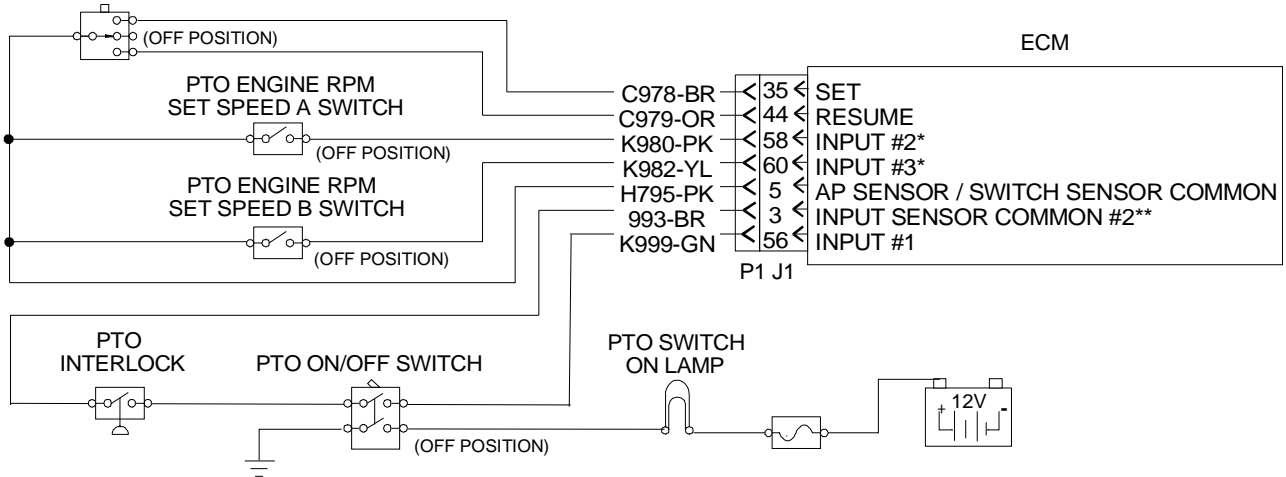 (OFF POSITION)
ECM
PTO ENGINE RPM
SET SPEED A SWITCH
(OFF POSITION)
PTO ENGINE RPM
SET SPEED B SWITCH
(OFF POSITION)
C978-BR 35 SET
C979-OR 44 RESUME
K980-PK 58 INPUT #2*
K982-YL 60 INPUT #3*
H795-PK 5 AP SENSOR / SWITCH SENSOR COMMON
993-BR 3 INPUT SENSOR COMMON #2**
K999-GN 56 INPUT #1
P1 J1
PTO
INTERLOCK
PTO ON/OFF SWITCH
(OFF POSITION)
PTO SWITCH
ON LAMP
12V
+ -